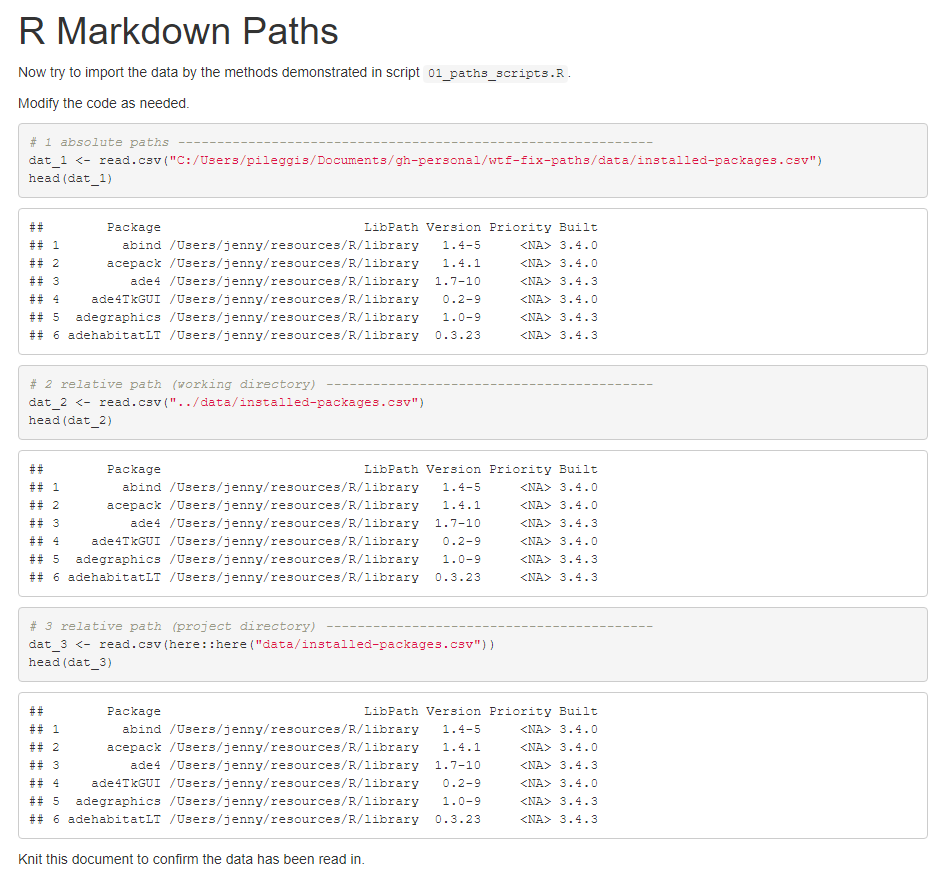 R Markdown Paths
Now try to import the data by the methods demonstrated in script 01_paths_scripts.R.
Modify the code as needed.
# 1 absolute paths -------------------------------------------------------------
dat_1 <- read.csv("C:/Users/pileggis/Documents/gh-personal/wtf-fix-paths/data/installed-packages.csv")
head(dat_1)
##        Package                          LibPath Version Priority Built
## 1        abind /Users/jenny/resources/R/library   1.4-5     <NA> 3.4.0
## 2      acepack /Users/jenny/resources/R/library   1.4.1     <NA> 3.4.0
## 3         ade4 /Users/jenny/resources/R/library  1.7-10     <NA> 3.4.3
## 4    ade4TkGUI /Users/jenny/resources/R/library   0.2-9     <NA> 3.4.0
## 5  adegraphics /Users/jenny/resources/R/library   1.0-9     <NA> 3.4.3
## 6 adehabitatLT /Users/jenny/resources/R/library  0.3.23     <NA> 3.4.3
# 2 relative path (working directory) ------------------------------------------
dat_2 <- read.csv("../data/installed-packages.csv")
head(dat_2)
##        Package                          LibPath Version Priority Built
## 1        abind /Users/jenny/resources/R/library   1.4-5     <NA> 3.4.0
## 2      acepack /Users/jenny/resources/R/library   1.4.1     <NA> 3.4.0
## 3         ade4 /Users/jenny/resources/R/library  1.7-10     <NA> 3.4.3
## 4    ade4TkGUI /Users/jenny/resources/R/library   0.2-9     <NA> 3.4.0
## 5  adegraphics /Users/jenny/resources/R/library   1.0-9     <NA> 3.4.3
## 6 adehabitatLT /Users/jenny/resources/R/library  0.3.23     <NA> 3.4.3
# 3 relative path (project directory) ------------------------------------------
dat_3 <- read.csv(here::here("data/installed-packages.csv"))
head(dat_3)
##        Package                          LibPath Version Priority Built
## 1        abind /Users/jenny/resources/R/library   1.4-5     <NA> 3.4.0
## 2      acepack /Users/jenny/resources/R/library   1.4.1     <NA> 3.4.0
## 3         ade4 /Users/jenny/resources/R/library  1.7-10     <NA> 3.4.3
## 4    ade4TkGUI /Users/jenny/resources/R/library   0.2-9     <NA> 3.4.0
## 5  adegraphics /Users/jenny/resources/R/library   1.0-9     <NA> 3.4.3
## 6 adehabitatLT /Users/jenny/resources/R/library  0.3.23     <NA> 3.4.3
Knit this document to confirm the data has been read in.